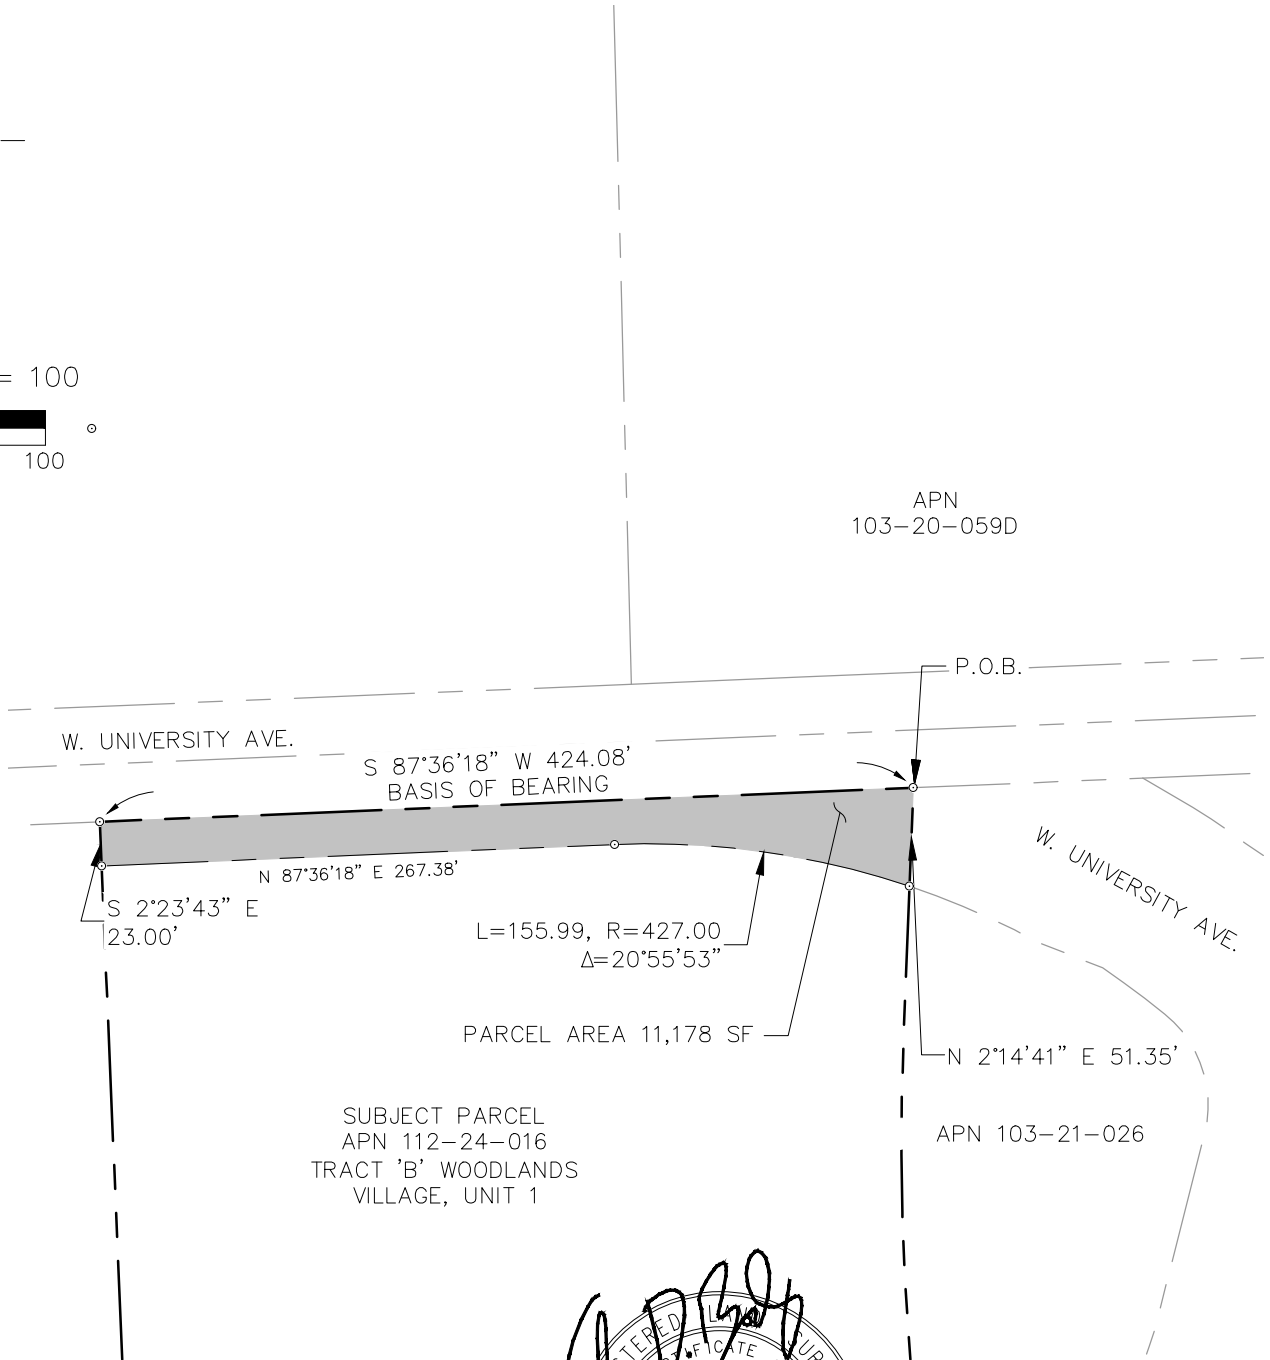 = 100
100
APN
103-20-059D
P.O.B.
W. UNIVERSITY AVE.
S 87°36'18" W 424.08'
BASIS OF BEARING
W. UNIVERSITY AVE.
N 87°36'18" E 267.38'
S 2°23'43" E
23.00'
L=155.99, R=427.00
Δ=20°55'53"
PARCEL AREA 11,178 SF
N 2°14'41" E 51.35'
SUBJECT PARCEL
APN 112-24-016
TRACT 'B' WOODLANDS
VILLAGE, UNIT 1
APN 103-21-026